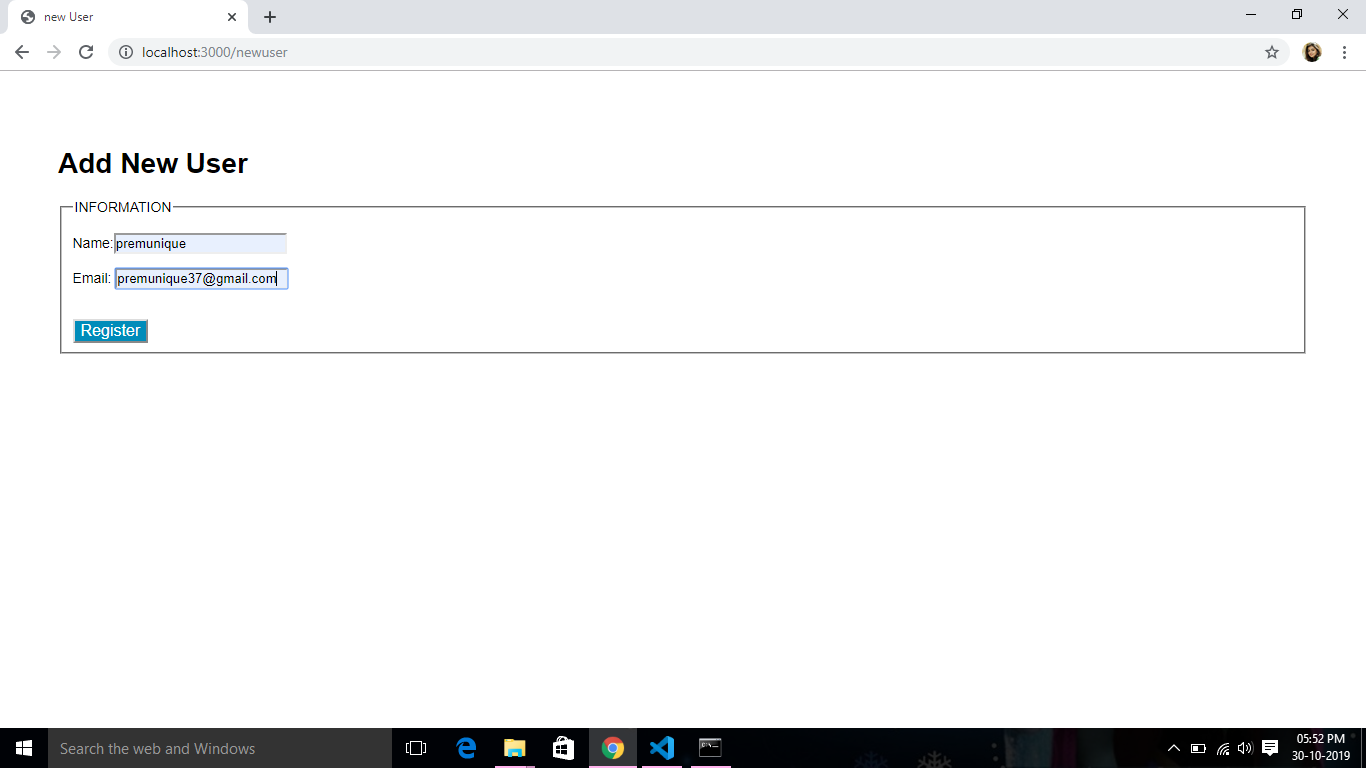 new User
localhost:3000/newuser
Add New User
INFORMATION
Name:premunique
Email: premunique37@gmail.com
Register
Search the web and Windows
05:52 PM
30-10-2019